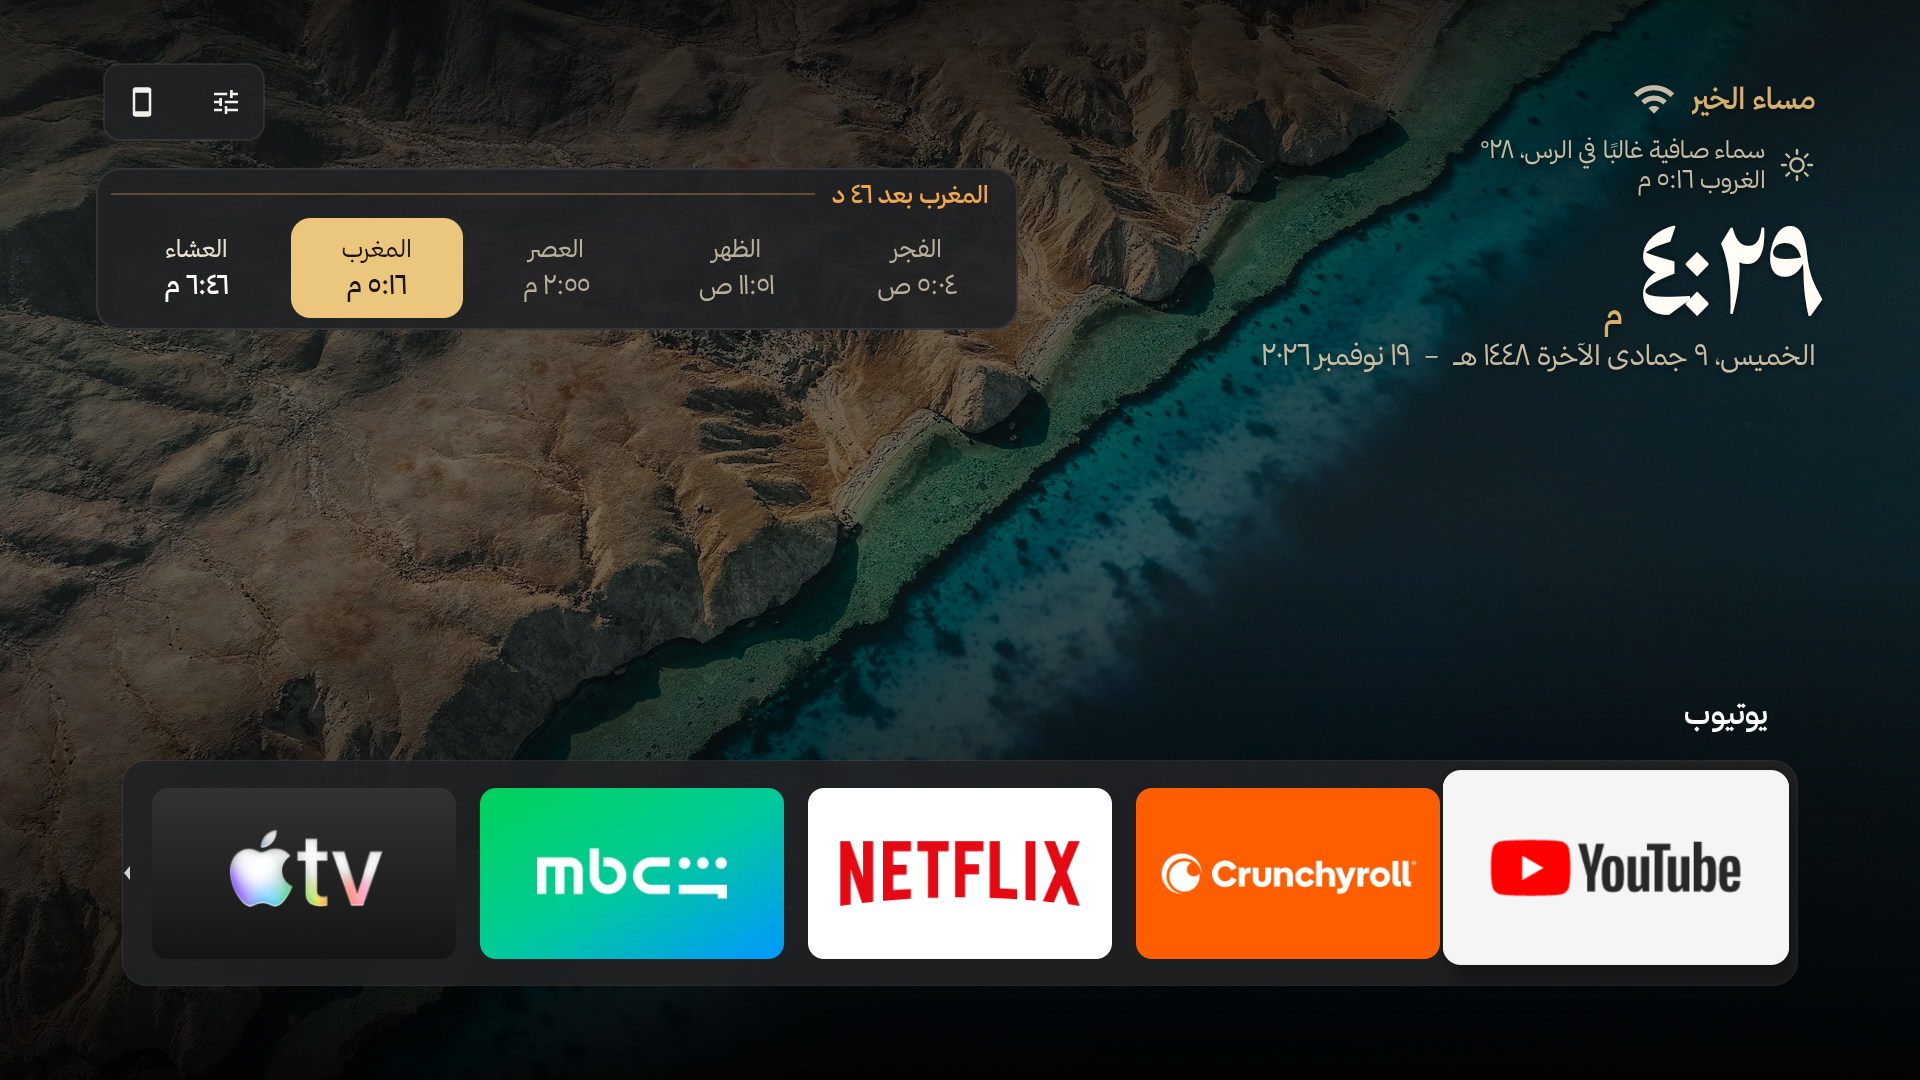 مساء الخير
سماء صافية غالبًا في الرس، ٢٨°
الغروب ٥:١٦ م
٤:٢٩ م
الخميس، ٩ جمادى الآخرة ١٤٤٨ هـ – ١٩ نوفمبر ٢٠٢٦
المغرب بعد ٤٦ د
الفجر
٥:٠٤ ص
الظهر
١١:٥١ ص
العصر
٢:٥٥ م
المغرب
٥:١٦ م
العشاء
٦:٤٦ م
يوتيوب
YouTube
Crunchyroll
NETFLIX
mbc شاهد
tv